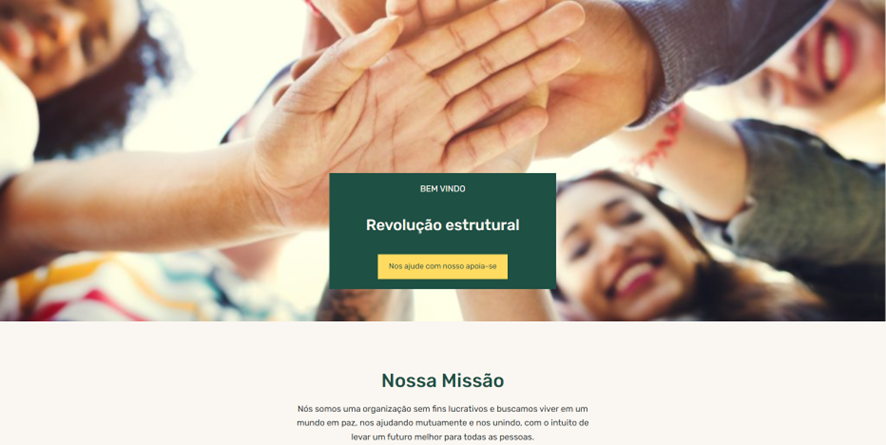 BEM VINDO
Revolução estrutural
Nos ajude com nosso apoia-se
Nossa Missão
Nós somos uma organização sem fins lucrativos e buscamos viver em um
mundo em paz, nos ajudando mutuamente e nos unindo, com o intuito de
levar um futuro melhor para todas as pessoas.